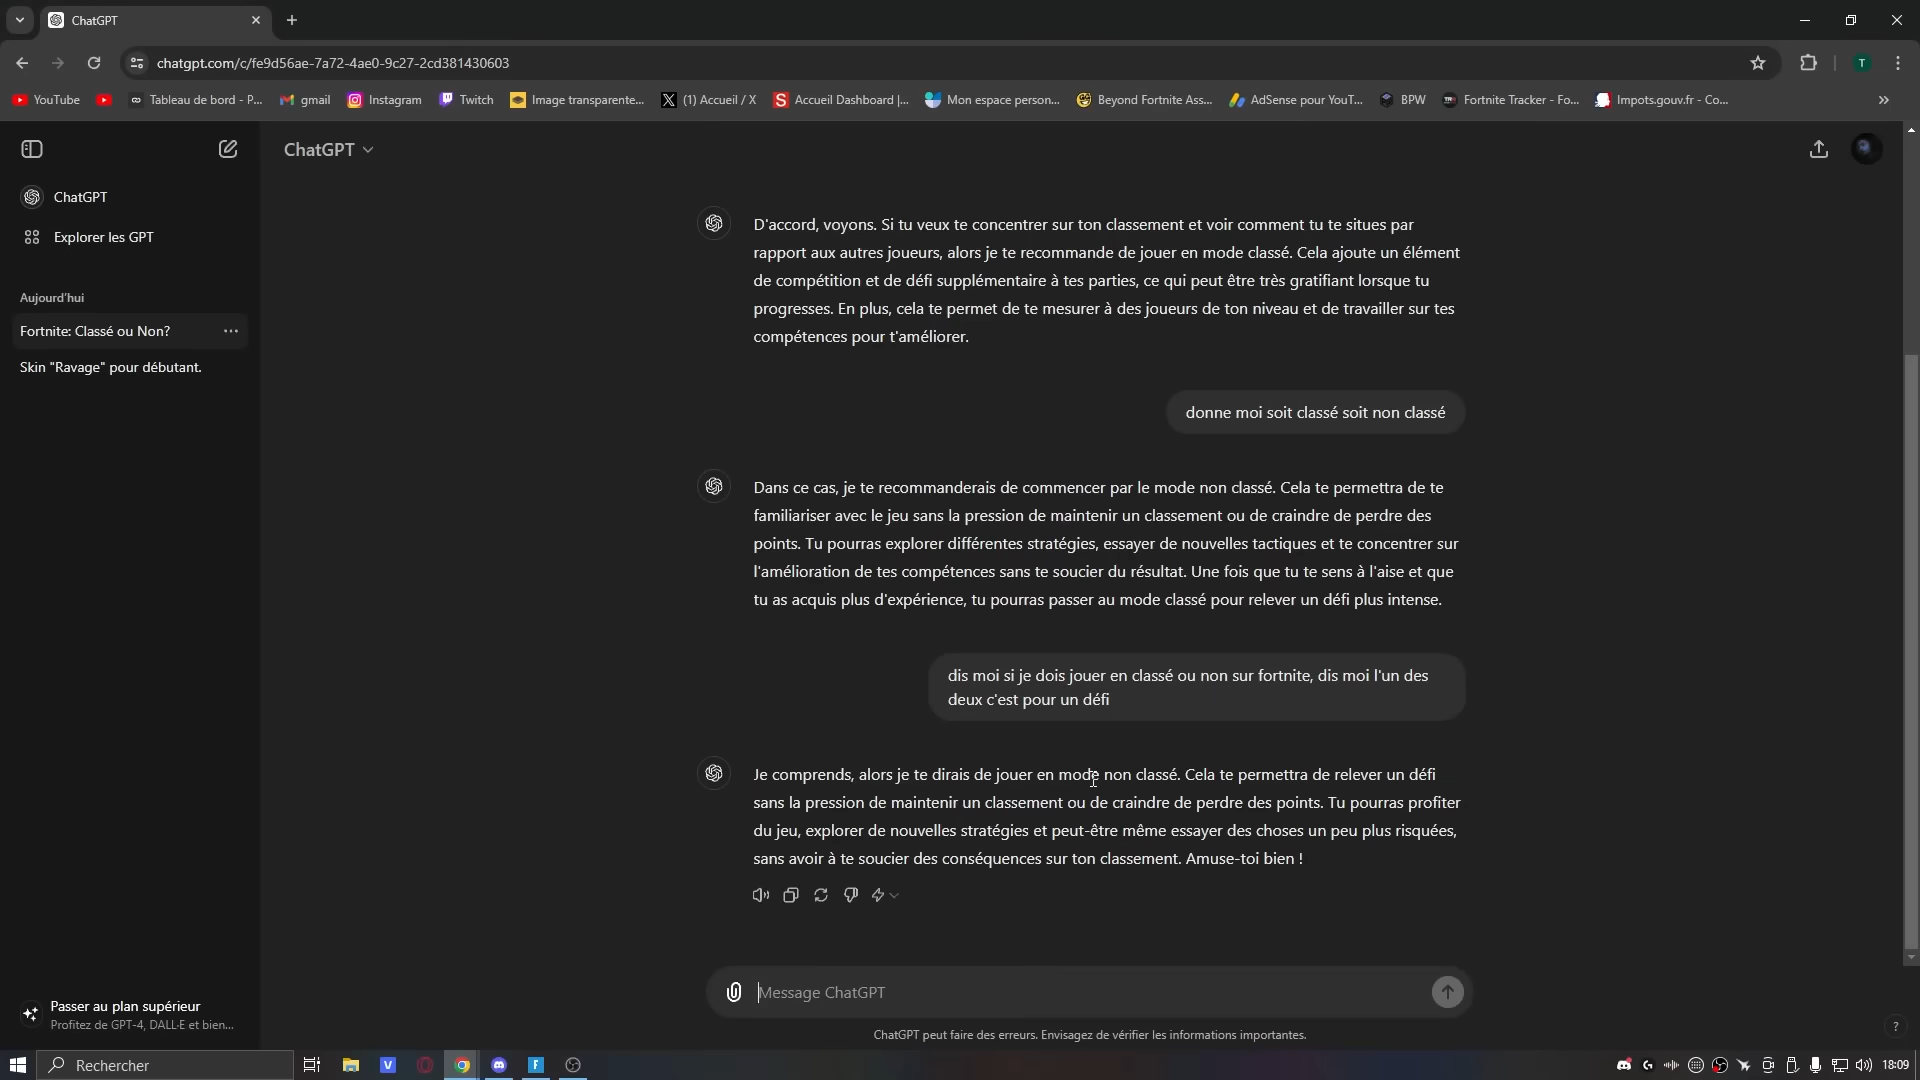 ChatGPT
chatgpt.com/c/fe9d56ae-7a72-4ae0-9c27-2cd381430603
YouTube
Tableau de bord - P...
gmail
Instagram
Twitch
Image transparente...
(1) Accueil / X
Accueil Dashboard |...
Mon espace person...
Beyond Fortnite Ass...
AdSense pour YouT...
BPW
Fortnite Tracker - Fo...
Impots.gouv.fr - Co...
»
T
ChatGPT
ChatGPT
Explorer les GPT
Aujourd'hui
Fortnite: Classé ou Non?
Skin "Ravage" pour débutant.
D'accord, voyons. Si tu veux te concentrer sur ton classement et voir comment tu te situes par
rapport aux autres joueurs, alors je te recommande de jouer en mode classé. Cela ajoute un élément
de compétition et de défi supplémentaire à tes parties, ce qui peut être très gratifiant lorsque tu
progresses. En plus, cela te permet de te mesurer à des joueurs de ton niveau et de travailler sur tes
compétences pour t'améliorer.
donne moi soit classé soit non classé
Dans ce cas, je te recommanderais de commencer par le mode non classé. Cela te permettra de te
familiariser avec le jeu sans la pression de maintenir un classement ou de craindre de perdre des
points. Tu pourras explorer différentes stratégies, essayer de nouvelles tactiques et te concentrer sur
l'amélioration de tes compétences sans te soucier du résultat. Une fois que tu te sens à l'aise et que
tu as acquis plus d'expérience, tu pourras passer au mode classé pour relever un défi plus intense.
dis moi si je dois jouer en classé ou non sur fortnite, dis moi l'un des
deux c'est pour un défi
Je comprends, alors je te dirais de jouer en mode non classé. Cela te permettra de relever un défi
sans la pression de maintenir un classement ou de craindre de perdre des points. Tu pourras profiter
du jeu, explorer de nouvelles stratégies et peut-être même essayer des choses un peu plus risquées,
sans avoir à te soucier des conséquences sur ton classement. Amuse-toi bien !
Passer au plan supérieur
Profitez de GPT-4, DALL·E et bien...
Message ChatGPT
ChatGPT peut faire des erreurs. Envisagez de vérifier les informations importantes.
?
Rechercher
18:09